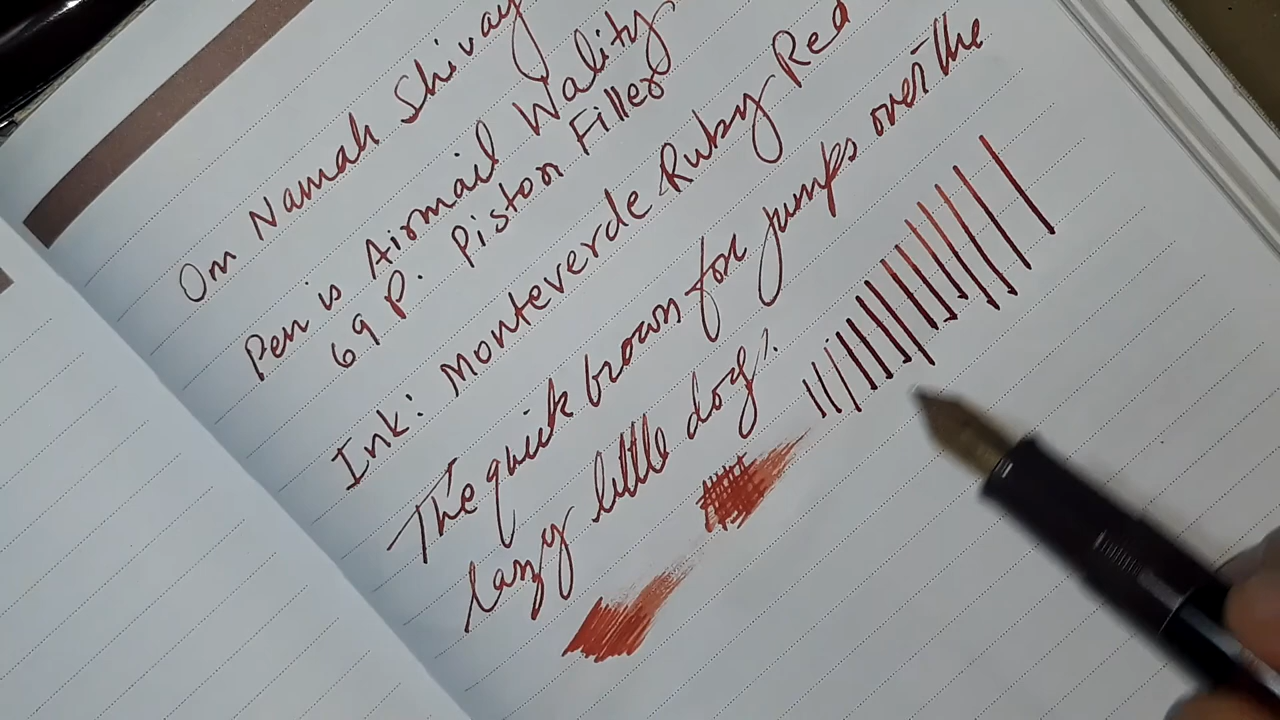 Om Namah Shivay
Pen is Airmail Wality
69 P. Piston Filler
Ink: Monteverde Ruby Red
The quick brown fox jumps over the
lazy little dog.